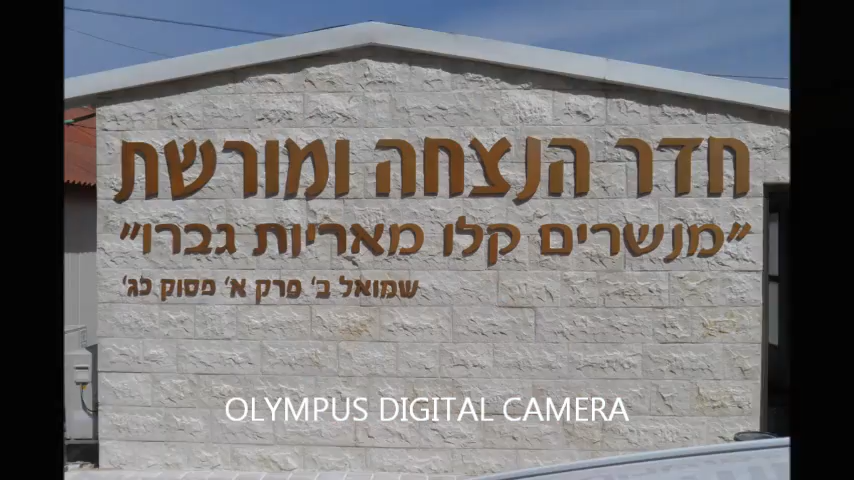 חדר הנצחה ומורשת
"מנשרים קלו מאריות גברו"
שמואל ב' פרק א' פסוק כג'
OLYMPUS DIGITAL CAMERA